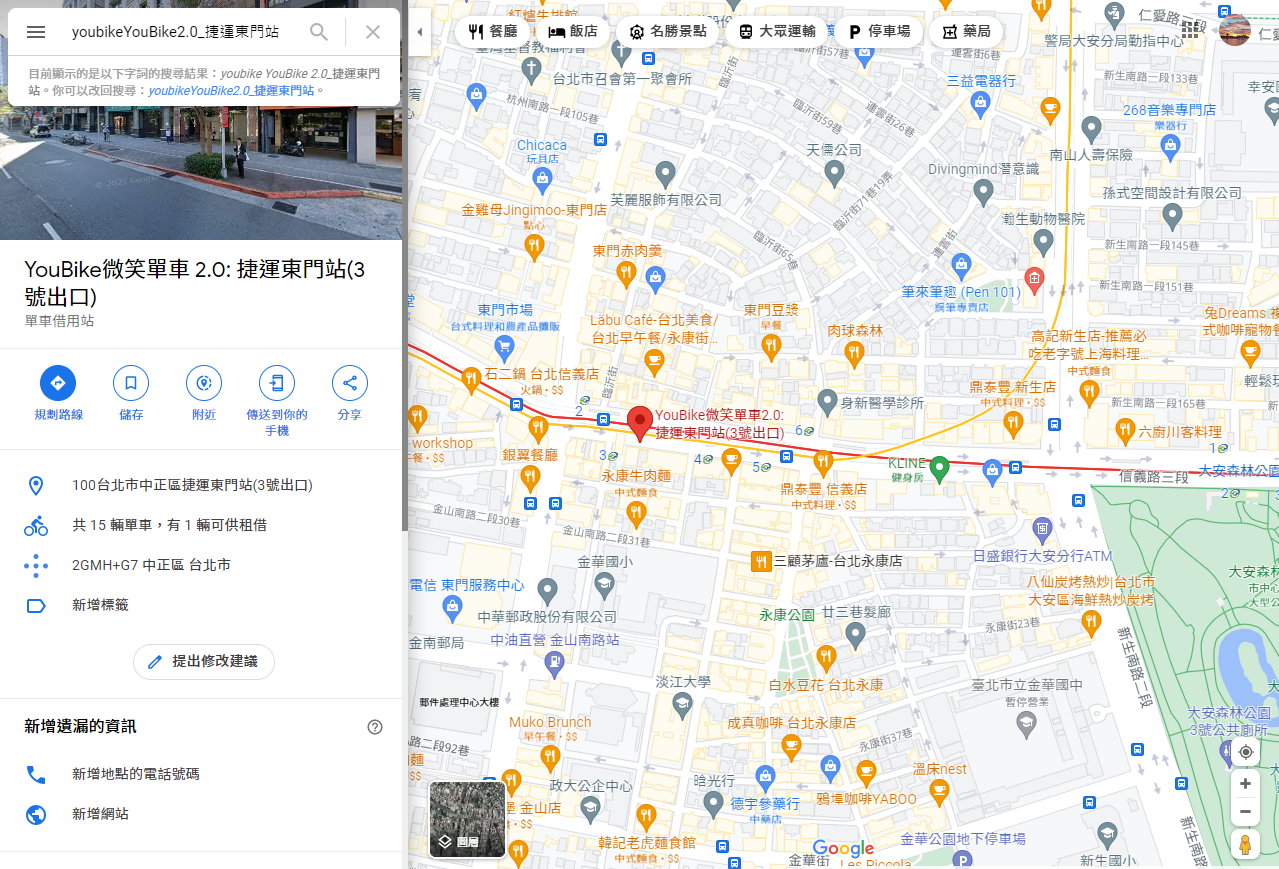 youbikeYouBike2.0_捷運東門站
目前顯示的是以下字詞的搜尋結果：youbike YouBike 2.0_捷運東門
站。你可以改回搜尋：youbikeYouBike2.0_捷運東門站。
YouBike微笑單車 2.0: 捷運東門站(3
號出口)
單車借用站
規劃路線
儲存
附近
傳送到你的
手機
分享
100台北市中正區捷運東門站(3號出口)
共 15 輛單車，有 1 輛可供租借
2GMH+G7 中正區 台北市
新增標籤
提出修改建議
新增遺漏的資訊
新增地點的電話號碼
新增網站
餐廳
飯店
名勝景點
大眾運輸
停車場
藥局
仁愛路二段
警局大安分局勤指中心
台北市召會第一聚會所
臨沂街
連雲街6巷
新生南路一段133巷
三益電器行
杭州南路一段105巷
臨沂街57巷
臨沂街59巷
連雲街26巷
268音樂專門店
樂器行
Chicaca
玩具店
天儒公司
南山人壽保險
Divingmind潛意識
芙麗服飾有限公司
臨沂街71巷19弄
孫式空間設計有限公司
金雞母Jingimoo-東門店
點心
瀚生動物醫院
東門赤肉羹
臨沂街65巷
連雲街
新生南路一段145巷
筆來筆趣 (Pen 101)
鋼筆專賣店
新生南路一段151巷
東門市場
台式料理和農產品攤販
東門豆漿
早餐
Labu Café-台北美食/
台北早午餐/永康街...
肉球森林
兔Dreams
高記新生店-推薦必
吃老字號上海料理...
中式麵食
石二鍋 台北信義店
火鍋・$$
臨沂街
鼎泰豐 新生店
中式料理・$$
身新醫學診所
新生南路一段165巷
YouBike微笑單車2.0:
捷運東門站(3號出口)
2
6
workshop
六廚川客料理
銀翼餐廳
3
4
5
KLINE
健身房
1
大安森林公園
信義路三段
永康牛肉麵
中式麵食
鼎泰豐 信義店
中式料理・$$
2
金山南路二段30巷
金山南路二段31巷
日盛銀行大安分行ATM
金華國小
三顧茅廬-台北永康店
八仙炭烤熱炒|台北市
大安區海鮮熱炒炭烤
電信 東門服務中心
中華郵政股份有限公司
永康公園
廿三巷髮廊
永康街23巷
金南郵局
中油直營 金山南路站
新生南路二段
白水豆花 台北永康
淡江大學
臺北市立金華國中
暫停營業
郵件處理中心大樓
Muko Brunch
早午餐・$$
成真咖啡 台北永康店
永康街37巷
大安森林公園
3號公共廁所
路二段92巷
政大公企中心
晗光行
德宇參藥行
中藥店
鴉埠咖啡YABOO
溫床nest
金山店
韓記老虎麵食館
中式麵食・$$
金華公園地下停車場
金華街
Les Piccola
新生國小
新生南路
圖層
Google